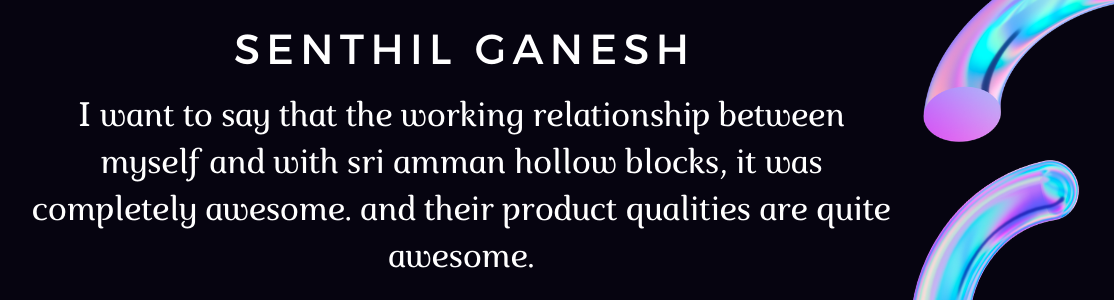 SENTHIL GANESH
I want to say that the working relationship between
myself and with sri amman hollow blocks, it was
completely awesome. and their product qualities are quite
awesome.